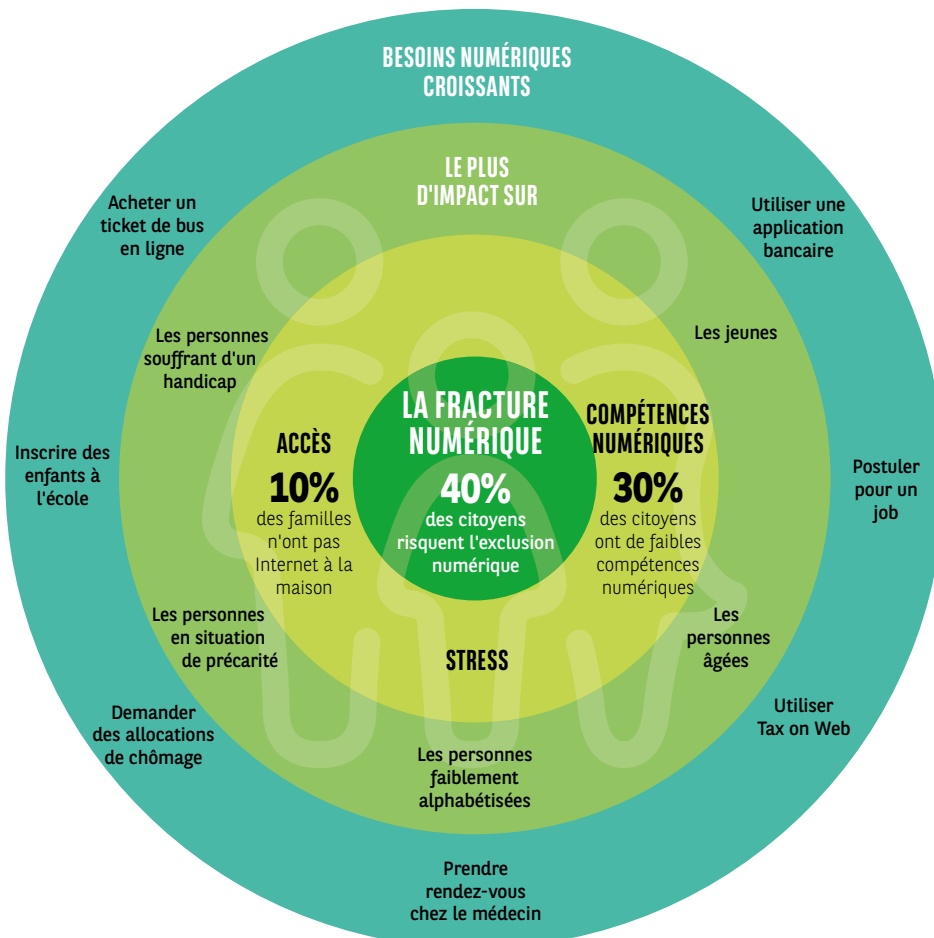 BESOINS NUMÉRIQUES
CROISSANTS
LE PLUS
D'IMPACT SUR
Acheter un
ticket de bus
en ligne
Utiliser une
application
bancaire
Les personnes
souffrant d'un
handicap
Les jeunes
Inscrire des
enfants à
l'école
ACCÈS
10%
des familles
n'ont pas
Internet à la
maison
LA FRACTURE
NUMÉRIQUE
40%
des citoyens
risquent l'exclusion
numérique
COMPÉTENCES
NUMÉRIQUES
30%
des citoyens
ont de faibles
compétences
numériques
Postuler
pour un
job
Les personnes
en situation
de précarité
STRESS
Les
personnes
âgées
Demander
des allocations
de chômage
Les personnes
faiblement
alphabétisées
Utiliser
Tax on Web
Prendre
rendez-vous
chez le médecin